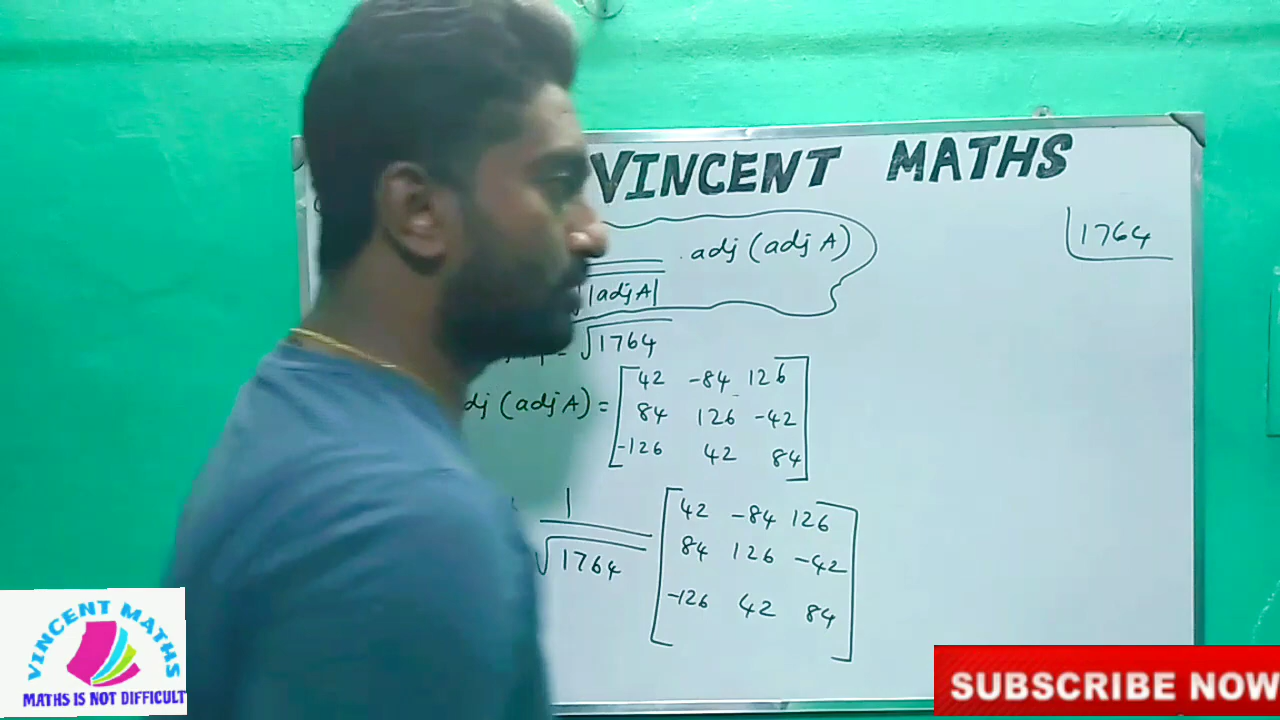 VINCENT MATHS
adj (adj A)
√|adj A|
1764
√1764
adj (adj A) = [42 -84 126
84 126 -42
-126 42 84]
1
√1764
[42 -84 126
84 126 -42
-126 42 84]
VINCENT MATHS
MATHS IS NOT DIFFICULT
SUBSCRIBE NOW